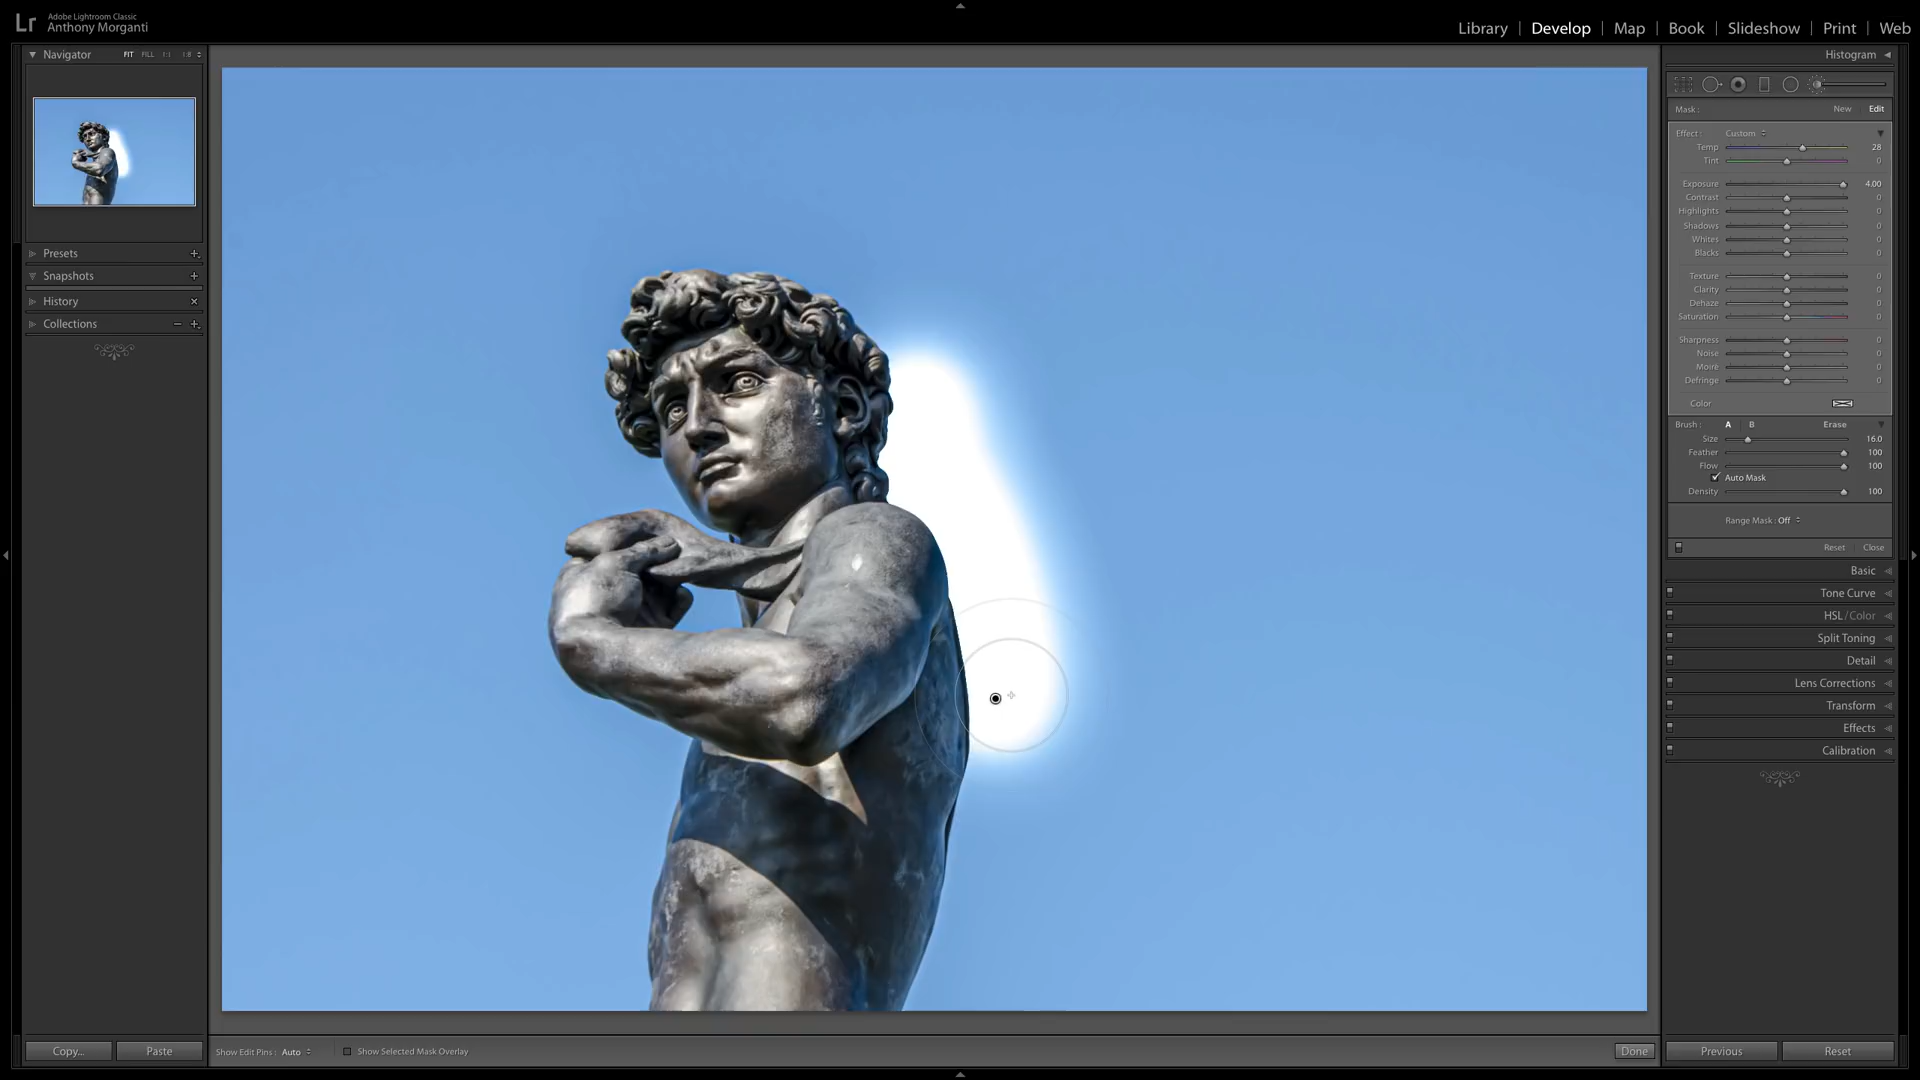 Lr
Adobe Lightroom Classic
Anthony Morganti
Library | Develop | Map | Book | Slideshow | Print | Web
Navigator FIT FILL 1:1 1:8
Presets
Snapshots
History
Collections
Histogram
Mask : New Edit
Effect : Custom
Temp 28
Tint 0
Exposure 4.00
Contrast 0
Highlights 0
Shadows 0
Whites 0
Blacks 0
Texture 0
Clarity 0
Dehaze 0
Saturation 0
Sharpness 0
Noise 0
Moiré 0
Defringe 0
Color
Brush : A B Erase
Size 16.0
Feather 100
Flow 100
Auto Mask
Density 100
Range Mask : Off
Reset Close
Basic
Tone Curve
HSL / Color
Split Toning
Detail
Lens Corrections
Transform
Effects
Calibration
Copy... Paste
Show Edit Pins : Auto Show Selected Mask Overlay Done
Previous Reset